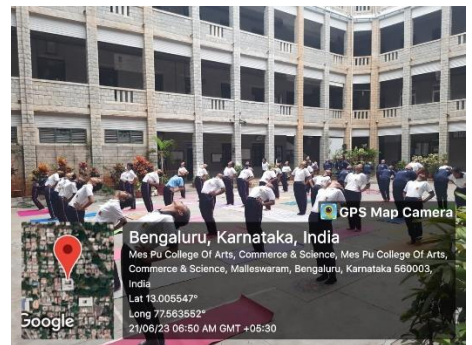 GPS Map Camera
Bengaluru, Karnataka, India
Mes Pu College Of Arts, Commerce & Science, Mes Pu College Of Arts,
Commerce & Science, Malleswaram, Bengaluru, Karnataka 560003,
India
Lat 13.005547°
Long 77.563552°
21/06/23 06:50 AM GMT +05:30
Google